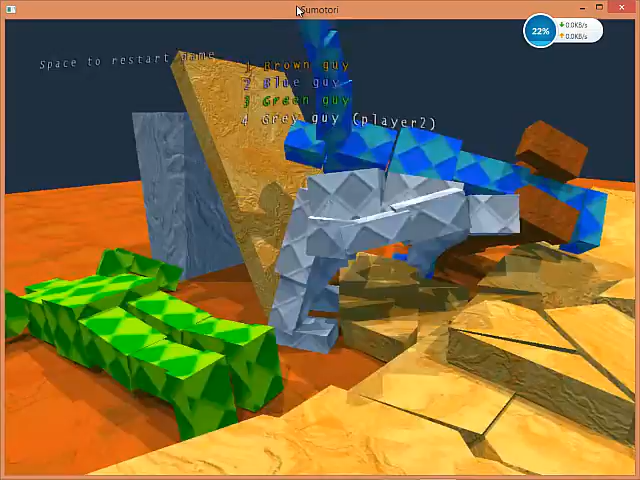 Sumotori
22%
0.0KB/s
0.0KB/s
Space to restart game
1 Brown guy
2 Blue guy
3 Green guy
4 Grey guy (player2)